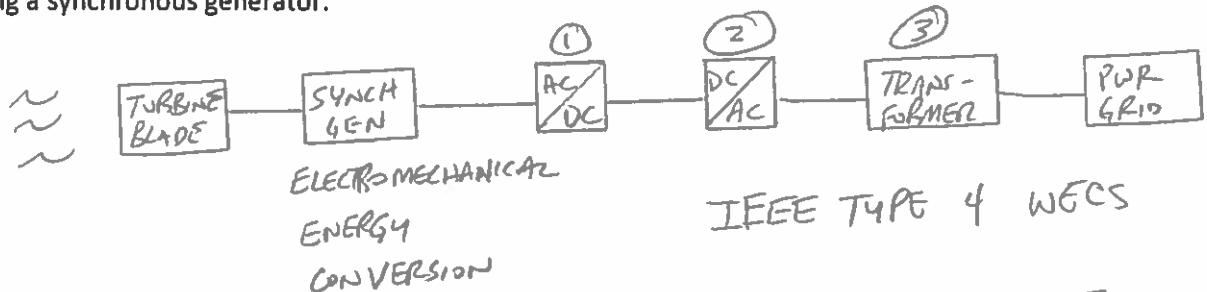 g a synchronous generator.
1 2 3
TURBINE BLADE SYNCH GEN AC/DC DC/AC TRANS-FORMER PWR GRID
ELECTROMECHANICAL
ENERGY
CONVERSION
IEEE TYPE 4 WECS